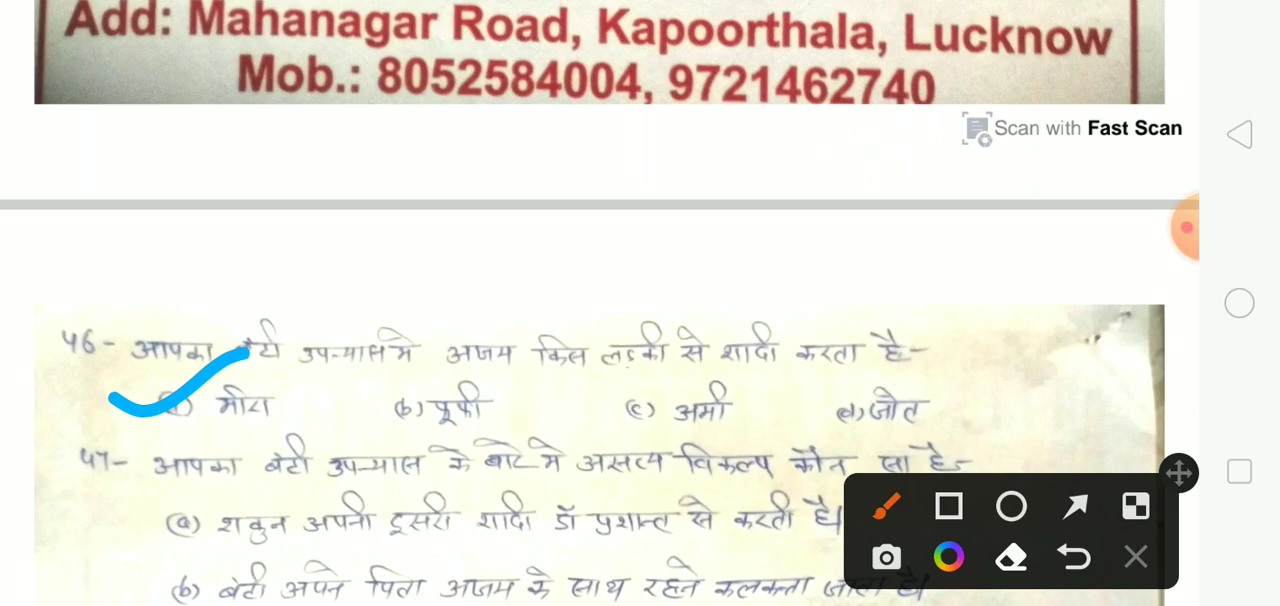 Add: Mahanagar Road, Kapoorthala, Lucknow
Mob.: 8052584004, 9721462740
Scan with Fast Scan
46- आपका बंटी उपन्यास मे अजय किस लड़की से शादी करता है-
(a) मीरा (b) फूफी (c) अमी (d) जोत
47- आपका बंटी उपन्यास के बारे मे असत्य विकल्प कौन सा है-
(a) शकुन अपनी दूसरी शादी डॉ प्रशान्त से करती है।
(b) बंटी अपने पिता अजय के साथ रहने कलकत्ता जाता है।